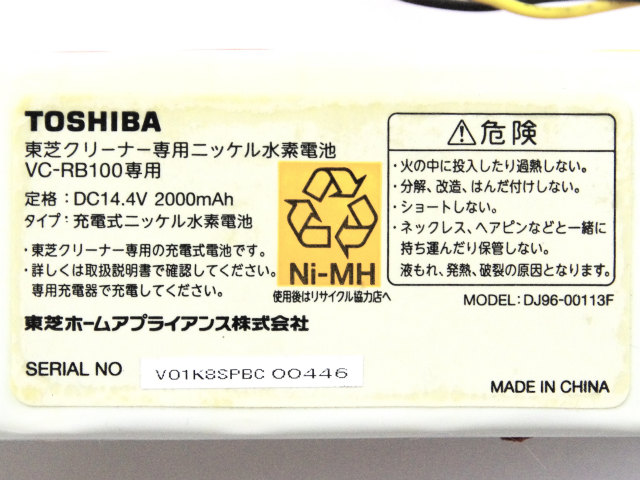 TOSHIBA
東芝クリーナー専用ニッケル水素電池
VC-RB100専用
定格：DC14.4V 2000mAh
タイプ：充電式ニッケル水素電池
・東芝クリーナー専用の充電式電池です。
・詳しくは取扱説明書で確認してください。
専用充電器で充電してください。
東芝ホームアプライアンス株式会社
SERIAL NO V01K8SPBC 00446
Ni-MH
使用後はリサイクル協力店へ
危険
・火の中に投入したり過熱しない。
・分解、改造、はんだ付けしない。
・ショートしない。
・ネックレス、ヘアピンなどと一緒に
持ち運んだり保管しない。
液もれ、発熱、破裂の原因となります。
MODEL: DJ96-00113F
MADE IN CHINA